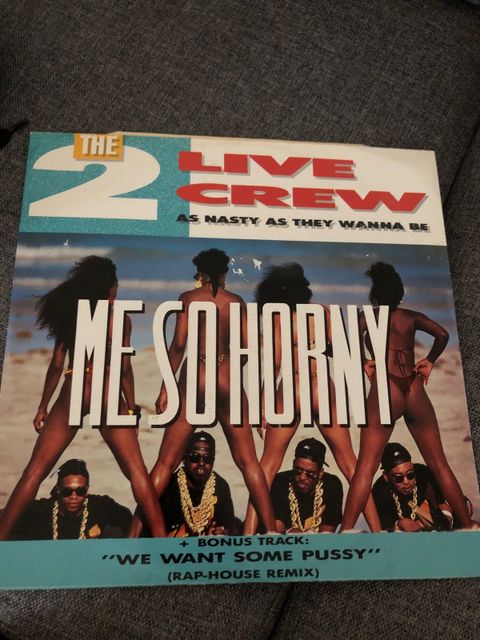 THE
2
LIVE
CREW
AS NASTY AS THEY WANNA BE
ME SO HORNY
+ BONUS TRACK:
"WE WANT SOME PUSSY"
(RAP-HOUSE REMIX)